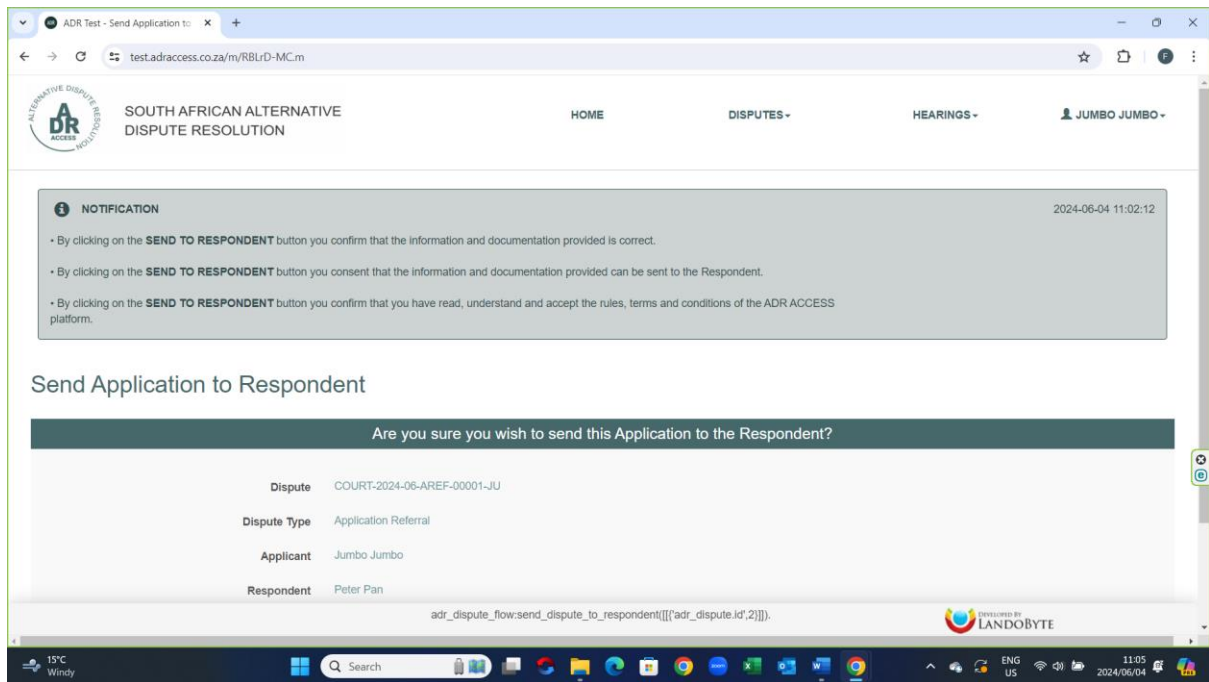 ADR Test - Send Application to
test.adraccess.co.za/m/RBLrD-MC.m
F
ALTERNATIVE DISPUTE RESOLUTION
ADR
ACCESS
SOUTH AFRICAN ALTERNATIVE
DISPUTE RESOLUTION
HOME
DISPUTES
HEARINGS
JUMBO JUMBO
NOTIFICATION
2024-06-04 11:02:12
• By clicking on the SEND TO RESPONDENT button you confirm that the information and documentation provided is correct.
• By clicking on the SEND TO RESPONDENT button you consent that the information and documentation provided can be sent to the Respondent.
• By clicking on the SEND TO RESPONDENT button you confirm that you have read, understand and accept the rules, terms and conditions of the ADR ACCESS
platform.
Send Application to Respondent
Are you sure you wish to send this Application to the Respondent?
Dispute COURT-2024-06-AREF-00001-JU
Dispute Type Application Referral
Applicant Jumbo Jumbo
Respondent Peter Pan
adr_dispute_flow:send_dispute_to_respondent([[{'adr_dispute.id',2}]]).
DEVELOPED BY
LANDOBYTE
15°C
Windy
Search
ENG
US
11:05
2024/06/04